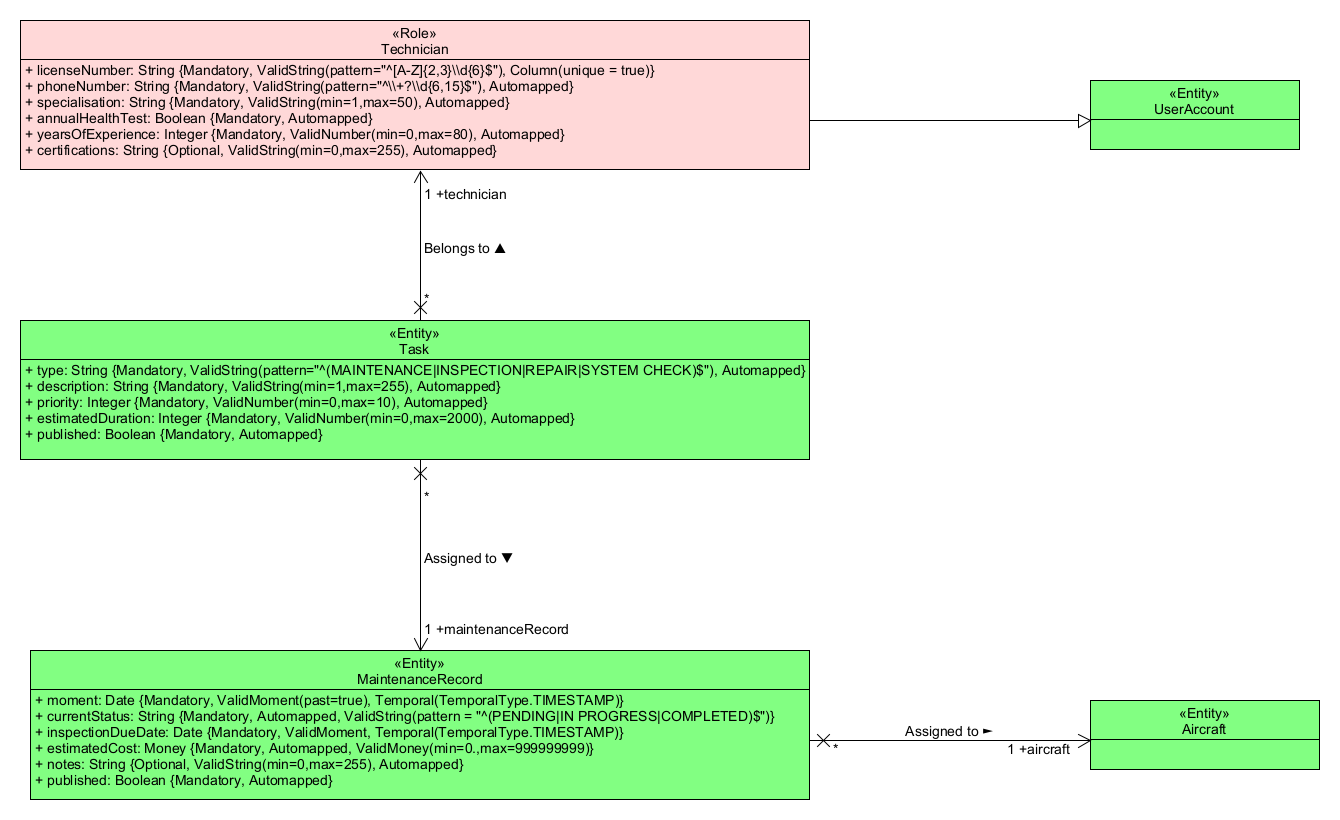 «Role»
Technician
+ licenseNumber: String {Mandatory, ValidString(pattern="^[A-Z]{2,3}\\d{6}$"), Column(unique = true)}
+ phoneNumber: String {Mandatory, ValidString(pattern="^\\+?\\d{6,15}$"), Automapped}
+ specialisation: String {Mandatory, ValidString(min=1,max=50), Automapped}
+ annualHealthTest: Boolean {Mandatory, Automapped}
+ yearsOfExperience: Integer {Mandatory, ValidNumber(min=0,max=80), Automapped}
+ certifications: String {Optional, ValidString(min=0,max=255), Automapped}
«Entity»
UserAccount
1 +technician
Belongs to ▲
*
«Entity»
Task
+ type: String {Mandatory, ValidString(pattern="^(MAINTENANCE|INSPECTION|REPAIR|SYSTEM CHECK)$"), Automapped}
+ description: String {Mandatory, ValidString(min=1,max=255), Automapped}
+ priority: Integer {Mandatory, ValidNumber(min=0,max=10), Automapped}
+ estimatedDuration: Integer {Mandatory, ValidNumber(min=0,max=2000), Automapped}
+ published: Boolean {Mandatory, Automapped}
*
Assigned to ▼
1 +maintenanceRecord
«Entity»
MaintenanceRecord
+ moment: Date {Mandatory, ValidMoment(past=true), Temporal(TemporalType.TIMESTAMP)}
+ currentStatus: String {Mandatory, Automapped, ValidString(pattern = "^(PENDING|IN PROGRESS|COMPLETED)$")}
+ inspectionDueDate: Date {Mandatory, ValidMoment, Temporal(TemporalType.TIMESTAMP)}
+ estimatedCost: Money {Mandatory, Automapped, ValidMoney(min=0.,max=999999999)}
+ notes: String {Optional, ValidString(min=0,max=255), Automapped}
+ published: Boolean {Mandatory, Automapped}
Assigned to ►
*
1 +aircraft
«Entity»
Aircraft